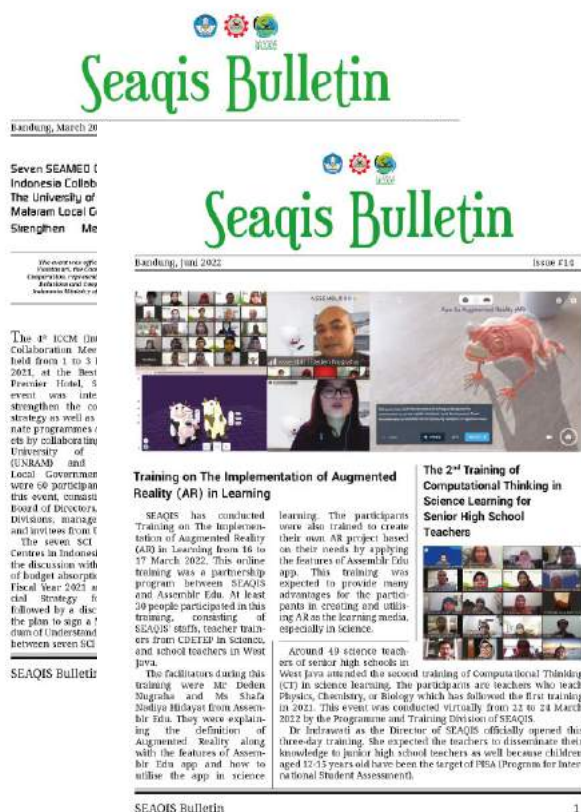 Seaqis Bulletin
Bandung, March 20
Seven SEAMEO
Indonesia Collab
The University of
Mataram Local G
Strengthen Me
The 4th ICCM (In
Collaboration Mee
held from 1 to 3
2021, at the Best
Premier Hotel, S
event was inte
strengthen the co
strategy as well as
nate programmes
ets by collaborating
University of
(UNRAM) and
Local Governmen
were 60 participan
this event, consisti
Board of Directors,
Divisions, manage
and invitees from
The seven SCI
Centres in Indones
the discussion with
of budget absorpti
Fiscal Year 2021 a
cial Strategy f
followed by a disc
the plan to sign a
dum of Understand
between seven SCI
SEAQIS Bulletin
Seaqis Bulletin
Bandung, Juni 2022
Issue #14
Training on The Implementation of Augmented
Reality (AR) in Learning
SEAQIS has conducted
Training on The Implemen-
tation of Augmented Reality
(AR) in Learning from 16 to
17 March 2022. This online
training was a partnership
program between SEAQIS
and Assemblr Edu. At least
30 people participated in this
training, consisting of
SEAQIS' staffs, teacher train-
ers from CDETEP in Science,
and school teachers in West
Java.
The facilitators during this
training were Mr Deden
Nugraha and Ms Shafa
Nadiya Hidayat from Assem-
blr Edu. They were explain-
ing the definition of
Augmented Reality along
with the features of Assem-
blr Edu app and how to
utilise the app in science
learning. The participants
were also trained to create
their own AR project based
on their needs by applying
the features of Assemblr Edu
app. This training was
expected to provide many
advantages for the partici-
pants in creating and utilis-
ing AR as the learning media,
especially in Science.
The 2nd Training of
Computational Thinking in
Science Learning for
Senior High School
Teachers
Around 49 science teach-
ers of senior high schools in
West Java attended the second training of Computational Thinking
(CT) in science learning. The participants are teachers who teach
Physics, Chemistry, or Biology which has followed the first training
in 2021. This event was conducted virtually from 22 to 24 March
2022 by the Programme and Training Division of SEAQIS.
Dr Indrawati as the Director of SEAQIS officially opened this
three-day training. She expected the teachers to disseminate their
knowledge to junior high school teachers as well because children
aged 12-15 years old have been the target of PISA (Program for Inter-
national Student Assessment).
SEAQIS Bulletin
1